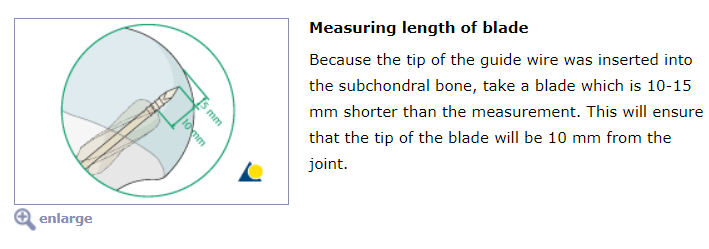 Measuring length of blade
Because the tip of the guide wire was inserted into
the subchondral bone, take a blade which is 10-15
mm shorter than the measurement. This will ensure
that the tip of the blade will be 10 mm from the
joint.
5 mm
10 mm
enlarge